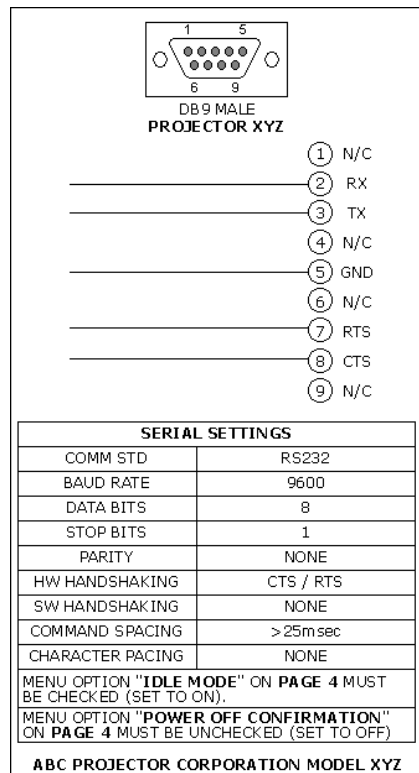 1 5
6 9
DB9 MALE
PROJECTOR XYZ
1 N/C
2 RX
3 TX
4 N/C
5 GND
6 N/C
7 RTS
8 CTS
9 N/C
SERIAL SETTINGS
COMM STD RS232
BAUD RATE 9600
DATA BITS 8
STOP BITS 1
PARITY NONE
HW HANDSHAKING CTS / RTS
SW HANDSHAKING NONE
COMMAND SPACING >25msec
CHARACTER PACING NONE
MENU OPTION "IDLE MODE" ON PAGE 4 MUST
BE CHECKED (SET TO ON).
MENU OPTION "POWER OFF CONFIRMATION"
ON PAGE 4 MUST BE UNCHECKED (SET TO OFF)
ABC PROJECTOR CORPORATION MODEL XYZ